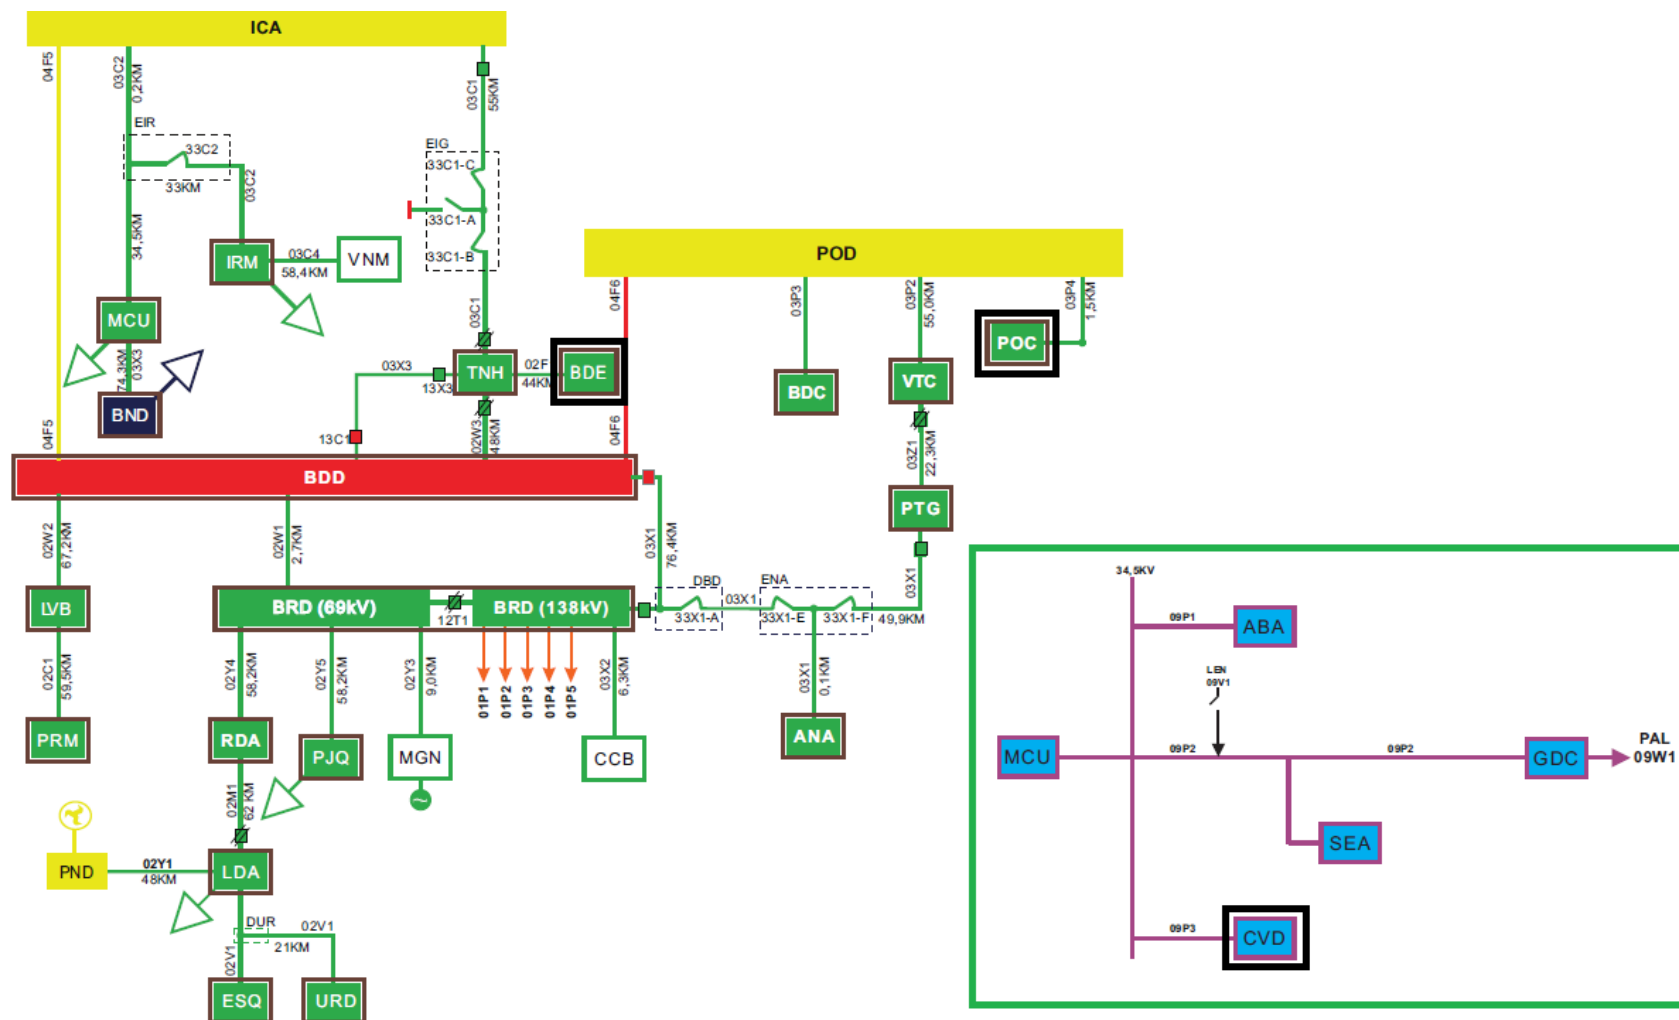 ICA
04F5
03C2
0,2KM
03C1
55KM
EIR
33C2
33KM
03C2
EIG
33C1-C
33C1-A
33C1-B
34,5KM
IRM
03C4
58,4KM
VNM
POD
MCU
74,3KM
03X3
BND
03C1
04F6
03P3
03P2
55,0KM
03P4
1,5KM
POC
03X3
13X3
TNH
02F
44KM
BDE
BDC
VTC
04F5
13C1
02W3
48KM
04F6
03Z1
22,3KM
BDD
PTG
02W2
67,2KM
02W1
2,7KM
03X1
76,4KM
03X1
DBD
ENA
LVB
BRD (69kV)
12T1
BRD (138kV)
33X1-A
03X1
33X1-E
33X1-F
49,9KM
02C1
59,5KM
02Y4
58,2KM
02Y5
58,2KM
02Y3
9,0KM
01P1
01P2
01P3
01P4
01P5
03X2
6,3KM
03X1
0,1KM
PRM
RDA
PJQ
MGN
CCB
ANA
02M1
62 KM
PND
02Y1
48KM
LDA
DUR
02V1
21KM
02V1
ESQ
URD
34,5KV
09P1
ABA
LEN
09V1
MCU
09P2
09P2
GDC
PAL
09W1
SEA
09P3
CVD